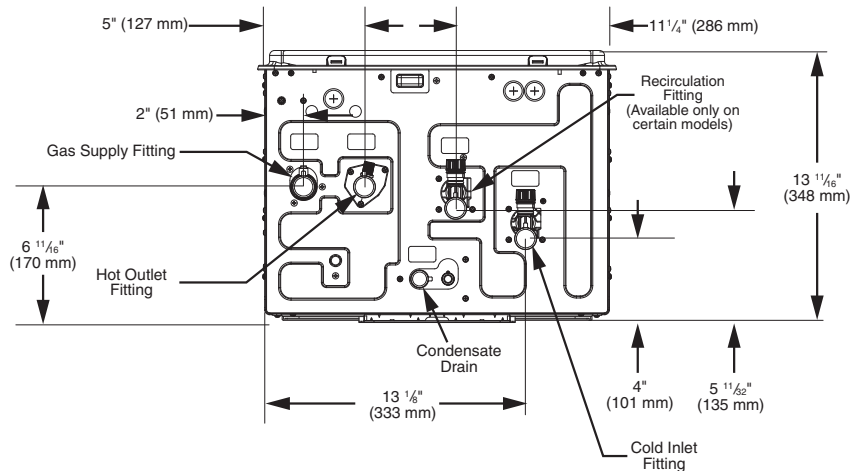 5" (127 mm)
11 1/4" (286 mm)
2" (51 mm)
Recirculation
Fitting
(Available only on
certain models)
Gas Supply Fitting
13 11/16"
(348 mm)
6 11/16"
(170 mm)
Hot Outlet
Fitting
Condensate
Drain
13 1/8"
(333 mm)
4"
(101 mm)
5 11/32"
(135 mm)
Cold Inlet
Fitting